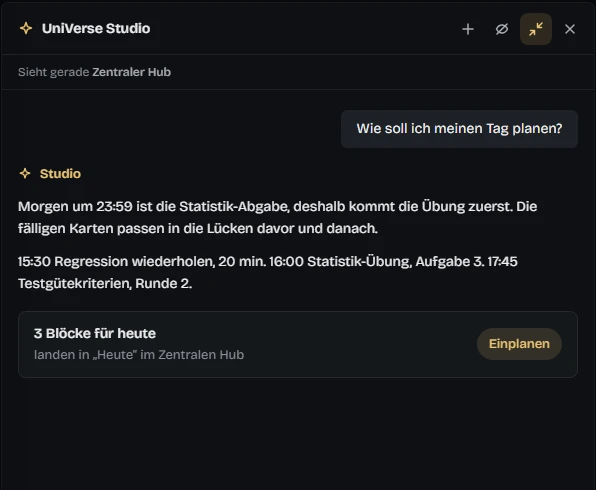 UniVerse Studio
Sieht gerade Zentraler Hub
Wie soll ich meinen Tag planen?
Studio
Morgen um 23:59 ist die Statistik-Abgabe, deshalb kommt die Übung zuerst. Die
fälligen Karten passen in die Lücken davor und danach.
15:30 Regression wiederholen, 20 min. 16:00 Statistik-Übung, Aufgabe 3. 17:45
Testgütekriterien, Runde 2.
3 Blöcke für heute
landen in „Heute“ im Zentralen Hub
Einplanen